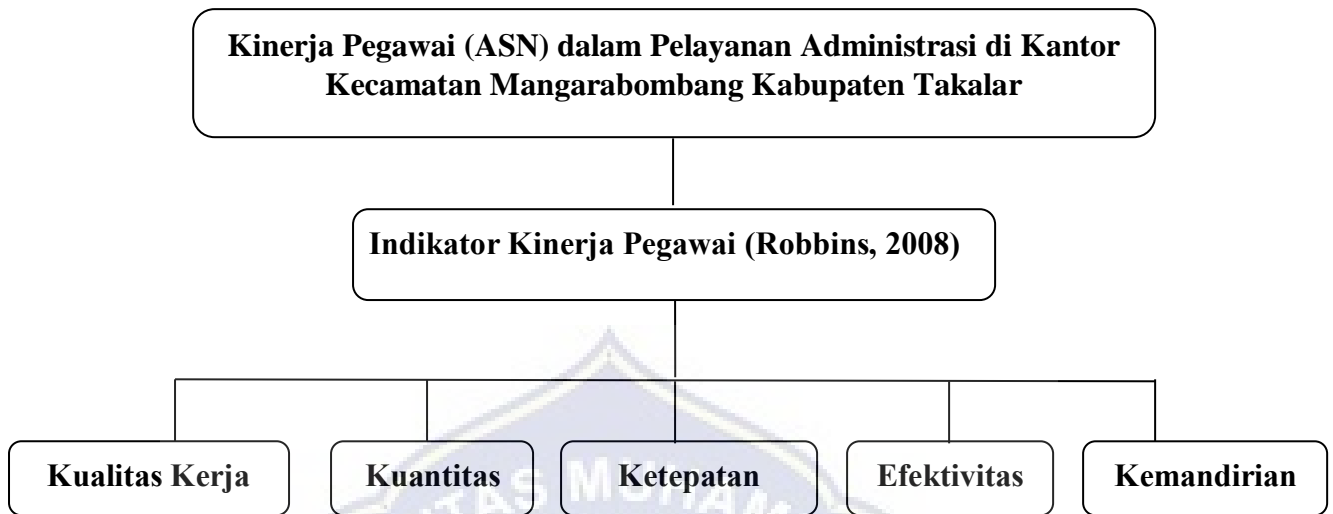 Kinerja Pegawai (ASN) dalam Pelayanan Administrasi di Kantor
Kecamatan Mangarabombang Kabupaten Takalar
Indikator Kinerja Pegawai (Robbins, 2008)
Kualitas Kerja
Kuantitas
Ketepatan
Efektivitas
Kemandirian